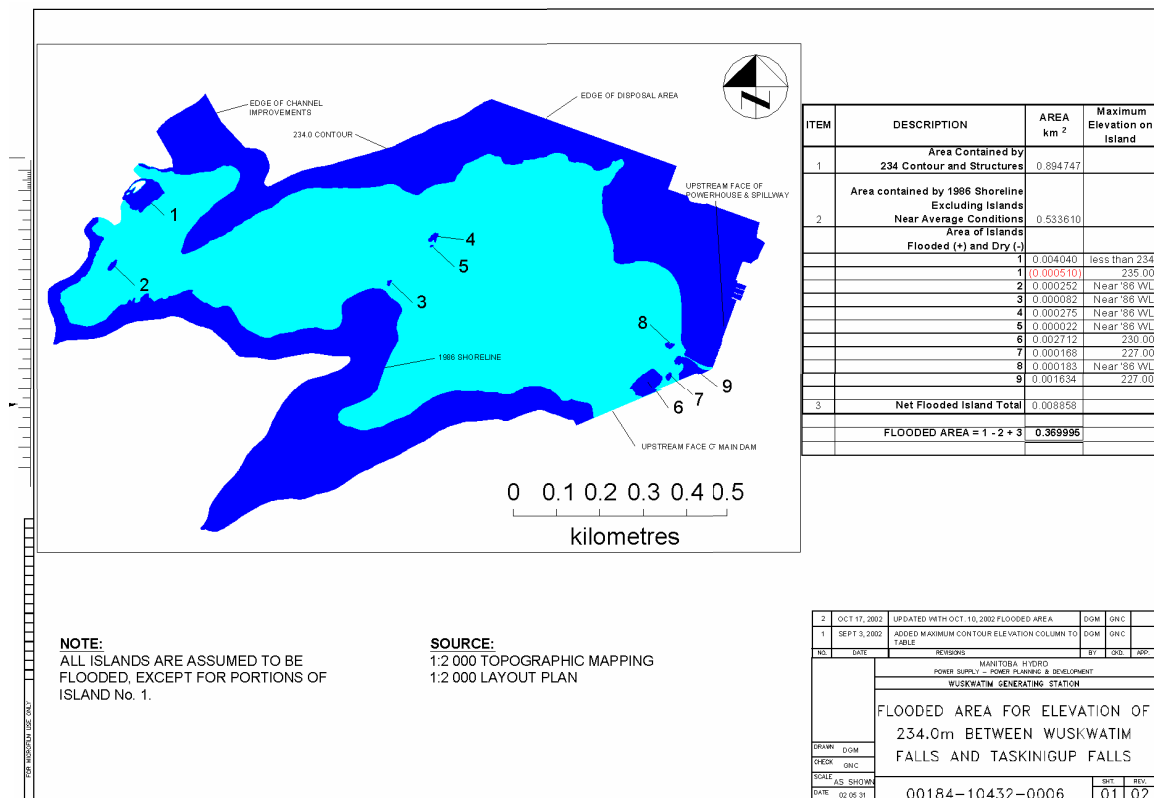 EDGE OF CHANNEL
IMPROVEMENTS
234.0 CONTOUR
EDGE OF DISPOSAL AREA
UPSTREAM FACE OF
POWERHOUSE & SPILLWAY
1
2
3
4
5
6
7
8
9
1986 SHORELINE
UPSTREAM FACE OF MAIN DAM
0 0.1 0.2 0.3 0.4 0.5
kilometres
ITEM DESCRIPTION AREA km 2 Maximum Elevation on Island
Area Contained by
1 234 Contour and Structures 0.894747
Area contained by 1986 Shoreline
Excluding Islands
2 Near Average Conditions 0.533610
Area of Islands
Flooded (+) and Dry (-)
1 0.004040 less than 234
1 (0.000510) 235.00
2 0.000252 Near '86 WL
3 0.000082 Near '86 WL
4 0.000275 Near '86 WL
5 0.000022 Near '86 WL
6 0.002712 230.00
7 0.000168 227.00
8 0.000183 Near '86 WL
9 0.001634 227.00
3 Net Flooded Island Total 0.008858
FLOODED AREA = 1 - 2 + 3 0.369995
NOTE:
ALL ISLANDS ARE ASSUMED TO BE
FLOODED, EXCEPT FOR PORTIONS OF
ISLAND No. 1.
SOURCE:
1:2 000 TOPOGRAPHIC MAPPING
1:2 000 LAYOUT PLAN
FOR MICROFILM USE ONLY
2 OCT 17, 2002 UPDATED WITH OCT. 10, 2002 FLOODED AREA DGM GNC
1 SEPT 3, 2002 ADDED MAXIMUM CONTOUR ELEVATION COLUMN TO DGM GNC
TABLE
NO. DATE REVISIONS BY CKD. APP.
MANITOBA HYDRO
POWER SUPPLY - POWER PLANNING & DEVELOPMENT
WUSKWATIM GENERATING STATION
FLOODED AREA FOR ELEVATION OF
234.0m BETWEEN WUSKWATIM
FALLS AND TASKINIGUP FALLS
DRAWN DGM
CHECK GNC
SCALE AS SHOWN
DATE 02 05 31
00184-10432-0006
SHT. REV.
01 02